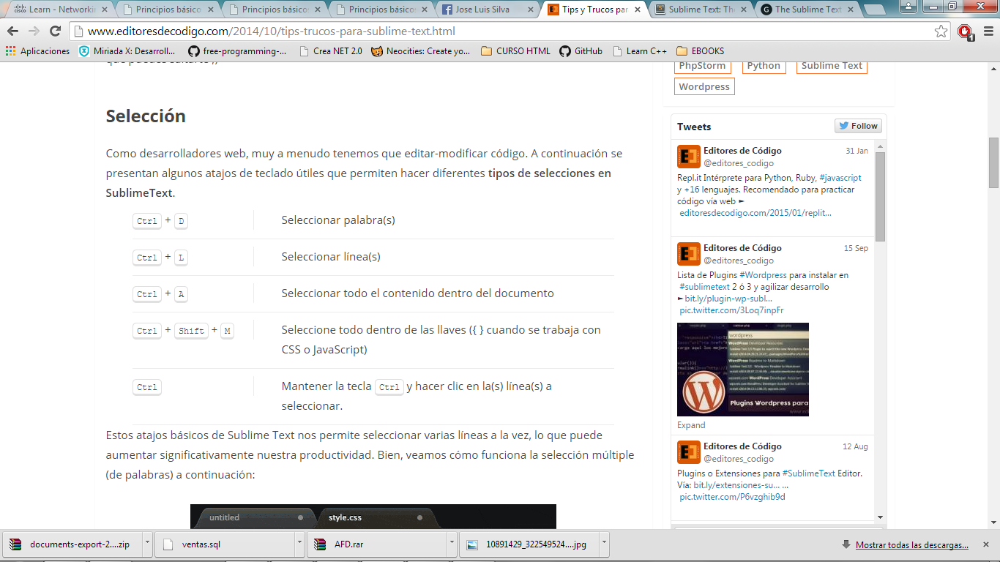 Learn - Networkin
Principios básico
Principios básico
Principios básico
Jose Luis Silva
Tips y Trucos par
Sublime Text: The
The Sublime Text
www.editoresdecodigo.com/2014/10/tips-trucos-para-sublime-text.html
1
Aplicaciones
Miriada X: Desarroll...
free-programming-...
Crea NET 2.0
Neocities: Create yo...
CURSO HTML
GitHub
Learn C++
EBOOKS
PhpStorm
Python
Sublime Text
Wordpress
Selección
Como desarrolladores web, muy a menudo tenemos que editar-modificar código. A continuación se
presentan algunos atajos de teclado útiles que permiten hacer diferentes tipos de selecciones en
SublimeText.
Ctrl + D Seleccionar palabra(s)
Ctrl + L Seleccionar línea(s)
Ctrl + A Seleccionar todo el contenido dentro del documento
Ctrl + Shift + M Seleccione todo dentro de las llaves ({ } cuando se trabaja con
CSS o JavaScript)
Ctrl Mantener la tecla Ctrl y hacer clic en la(s) línea(s) a
seleccionar.
Estos atajos básicos de Sublime Text nos permite seleccionar varias líneas a la vez, lo que puede
aumentar significativamente nuestra productividad. Bien, veamos cómo funciona la selección múltiple
(de palabras) a continuación:
untitled
style.css
Tweets
Follow
Editores de Código 31 Jan
@editores_codigo
Repl.it Intérprete para Python, Ruby, #javascript
y +16 lenguajes. Recomendado para practicar
código vía web ►
editoresdecodigo.com/2015/01/replit...
Editores de Código 15 Sep
@editores_codigo
Lista de Plugins #Wordpress para instalar en
#sublimetext 2 ó 3 y agilizar desarrollo
►bit.ly/plugin-wp-subl...
pic.twitter.com/3Loq7inpFr
wordpress
Plugins Wordpress para
Expand
Editores de Código 12 Aug
@editores_codigo
Plugins o Extensiones para #SublimeText Editor.
Vía: bit.ly/extensiones-su... ...
pic.twitter.com/P6vzghib9d
documents-export-2....zip
ventas.sql
AFD.rar
10891429_322549524....jpg
Mostrar todas las descargas...